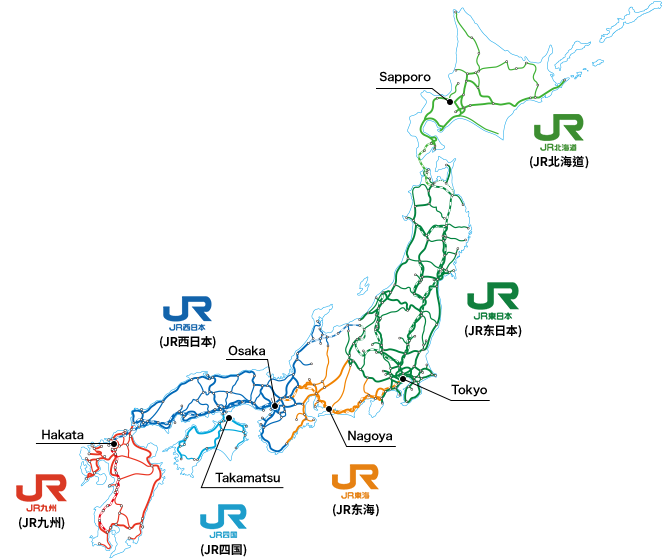 Sapporo
JR
JR北海道
(JR北海道)
JR
JR西日本
(JR西日本)
JR
JR東日本
(JR东日本)
Osaka
Tokyo
Hakata
Nagoya
Takamatsu
JR
JR九州
(JR九州)
JR
JR四国
(JR四国)
JR
JR東海
(JR东海)